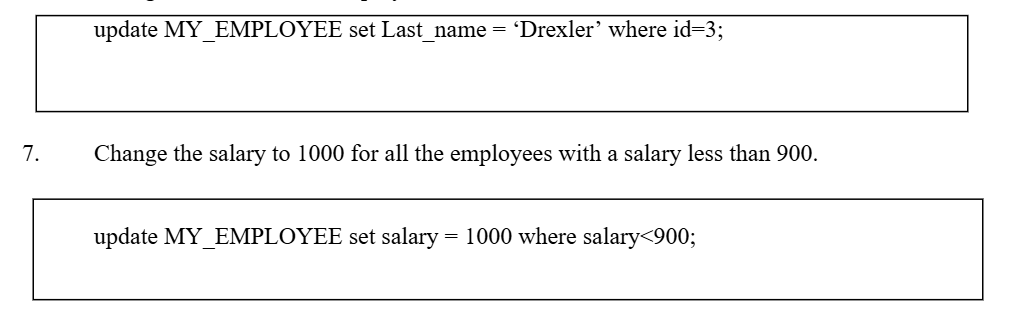 update MY_EMPLOYEE set Last_name = ‘Drexler’ where id=3;
7. Change the salary to 1000 for all the employees with a salary less than 900.
update MY_EMPLOYEE set salary = 1000 where salary<900;